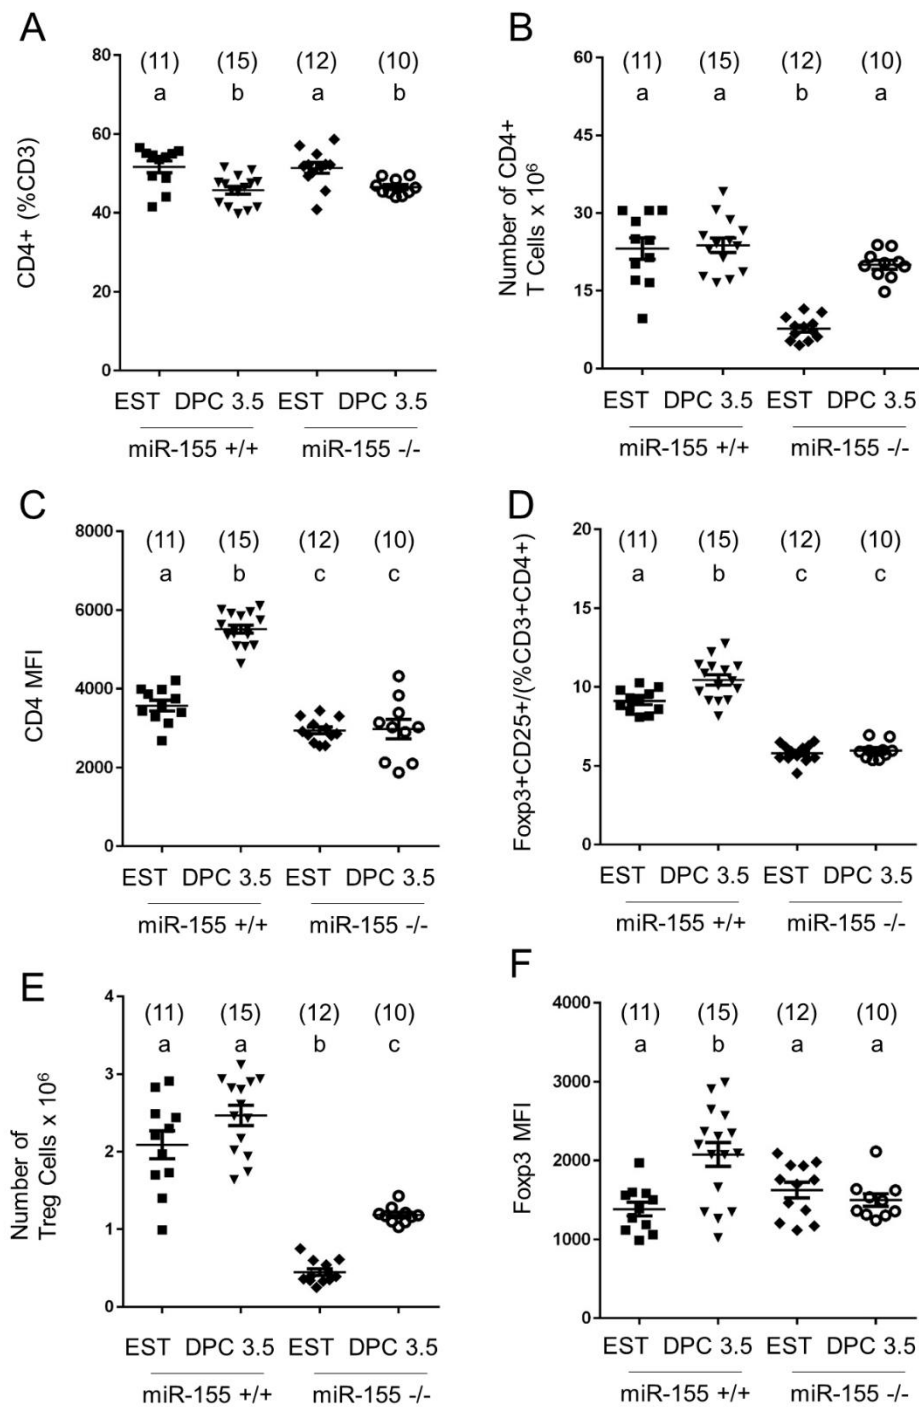 A
CD4+ (%CD3)
80
60
40
20
0
(11) (15) (12) (10)
a b a b
EST DPC 3.5 EST DPC 3.5
miR-155 +/+ miR-155 -/-
B
Number of CD4+
T Cells x 10⁶
60
45
30
15
0
(11) (15) (12) (10)
a a b a
EST DPC 3.5 EST DPC 3.5
miR-155 +/+ miR-155 -/-
C
CD4 MFI
8000
6000
4000
2000
0
(11) (15) (12) (10)
a b c c
EST DPC 3.5 EST DPC 3.5
miR-155 +/+ miR-155 -/-
D
Foxp3+CD25+/(%CD3+CD4+)
20
15
10
5
0
(11) (15) (12) (10)
a b c c
EST DPC 3.5 EST DPC 3.5
miR-155 +/+ miR-155 -/-
E
Number of
Treg Cells x 10⁶
4
3
2
1
0
(11) (15) (12) (10)
a a b c
EST DPC 3.5 EST DPC 3.5
miR-155 +/+ miR-155 -/-
F
Foxp3 MFI
4000
3000
2000
1000
0
(11) (15) (12) (10)
a b a a
EST DPC 3.5 EST DPC 3.5
miR-155 +/+ miR-155 -/-